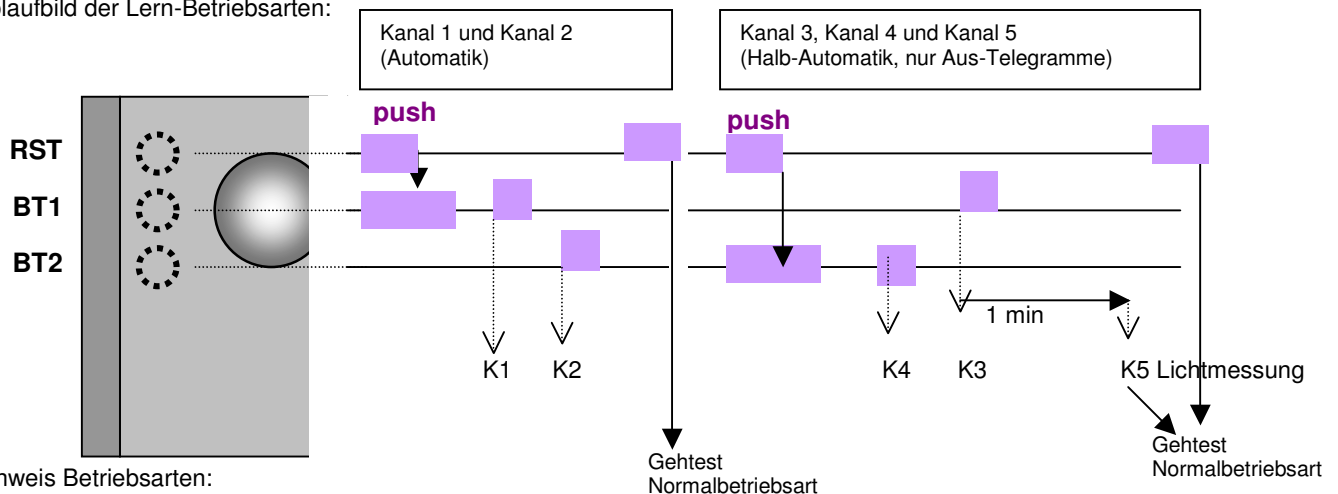 olaufbild der Lern-Betriebsarten:
Kanal 1 und Kanal 2
(Automatik)
Kanal 3, Kanal 4 und Kanal 5
(Halb-Automatik, nur Aus-Telegramme)
push
push
RST
BT1
BT2
1 min
K1
K2
K4
K3
K5 Lichtmessung
Gehtest
Normalbetriebsart
Gehtest
Normalbetriebsart
nweis Betriebsarten: